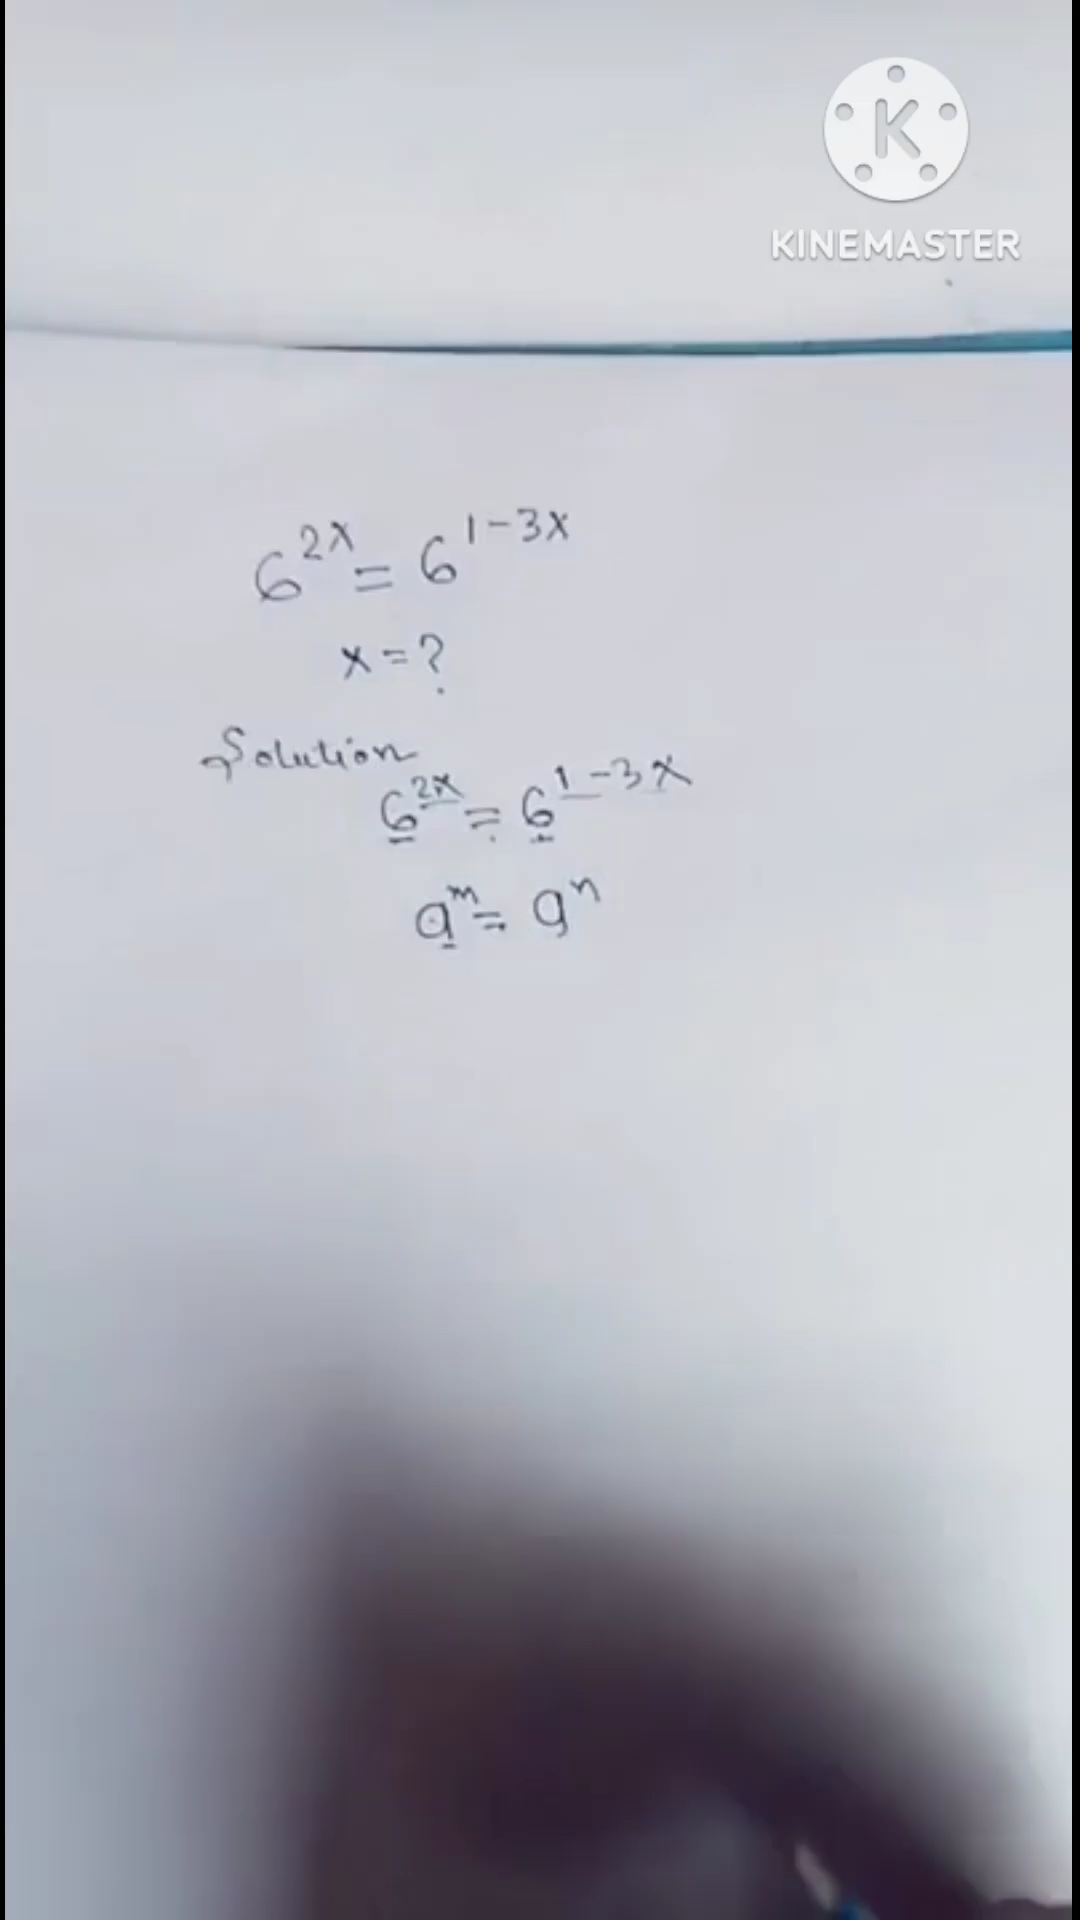 KINEMASTER
6^2x = 6^1-3x
x = ?
Solution
6^2x = 6^1-3x
a^m = a^n